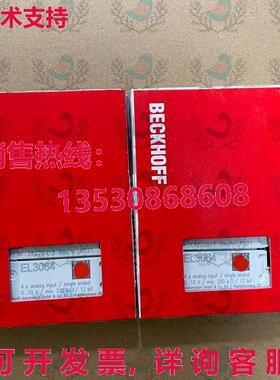 术支持
BECKHOFF
销售热线:
13530868608
EL3064
EL3064
4 x analog input / single ended
0...10 V / min. 200 kΩ / 12 bit
4 x analog input / single ended
0...10 V / min. 200 kΩ / 12 bit
可开发票,详询客服